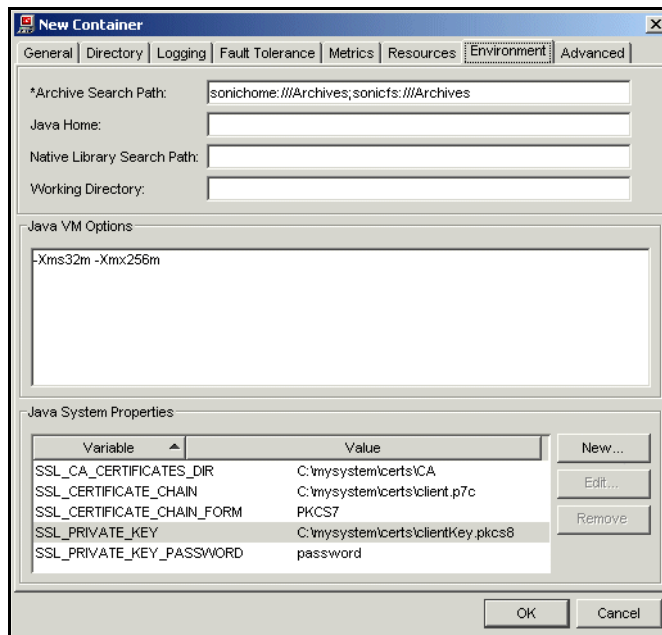 New Container
General Directory Logging Fault Tolerance Metrics Resources Environment Advanced
*Archive Search Path: sonichome:///Archives;sonicfs:///Archives
Java Home:
Native Library Search Path:
Working Directory:
Java VM Options
-Xms32m -Xmx256m
Java System Properties
Variable Value
New...
SSL_CA_CERTIFICATES_DIR C:\mysystem\certs\CA
SSL_CERTIFICATE_CHAIN C:\mysystem\certs\client.p7c
Edit...
SSL_CERTIFICATE_CHAIN_FORM PKCS7
SSL_PRIVATE_KEY C:\mysystem\certs\clientKey.pkcs8
Remove
SSL_PRIVATE_KEY_PASSWORD password
OK Cancel